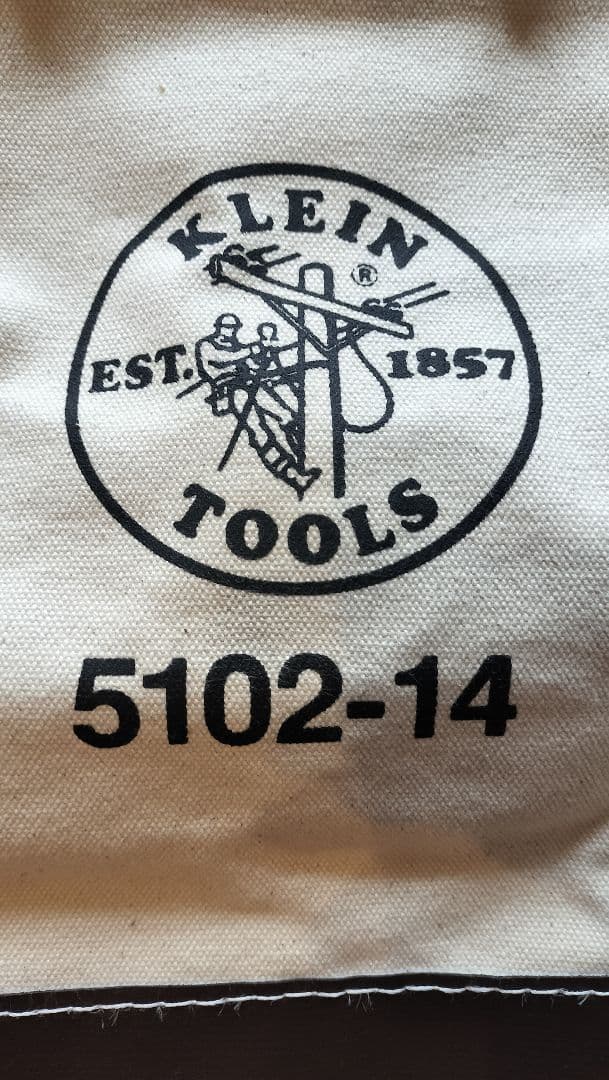 KLEIN
®
EST. 1857
TOOLS
5102-14